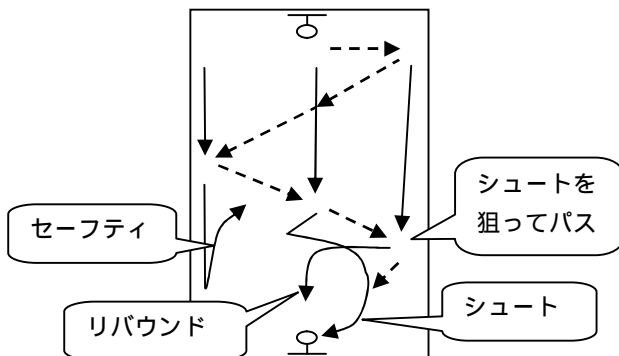 シュートを
狙ってパス
セーフティ
リバウンド
シュート